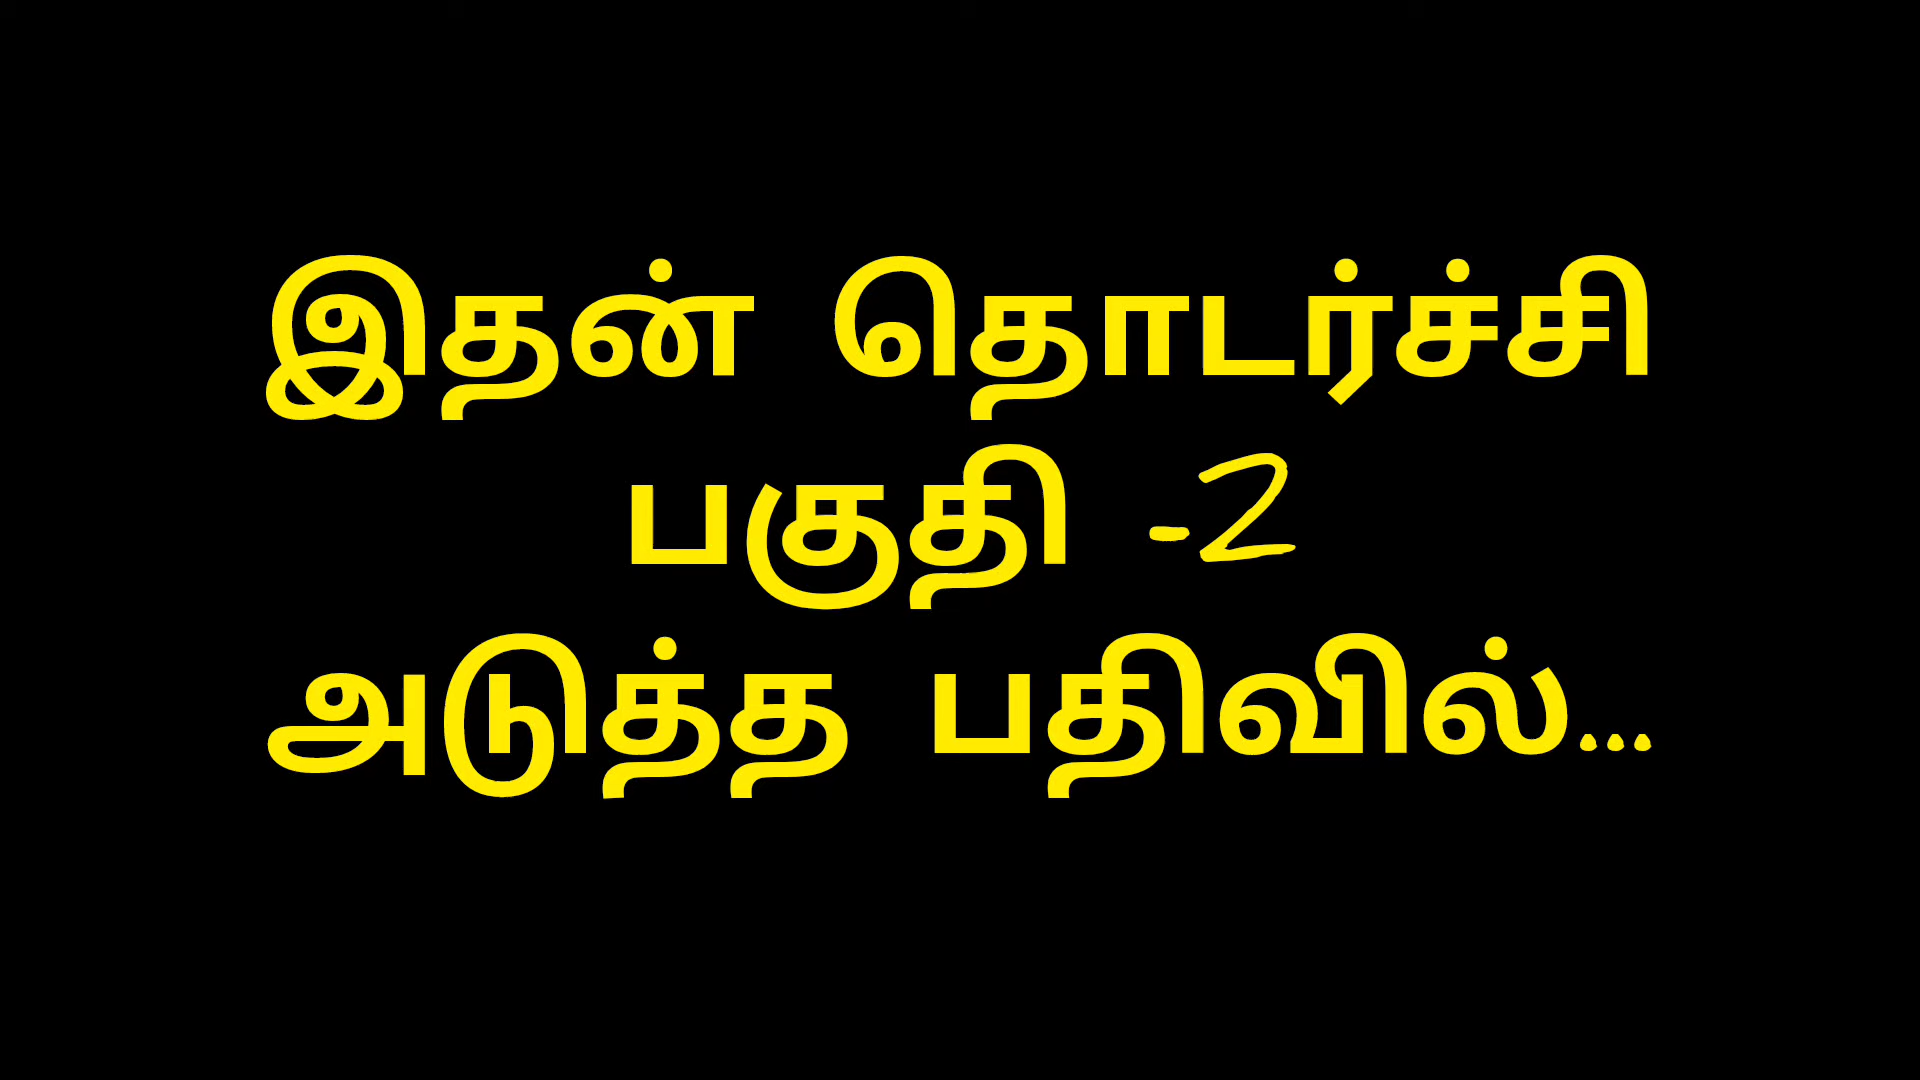 இதன் தொடர்ச்சி
பகுதி -2
அடுத்த பதிவில்...